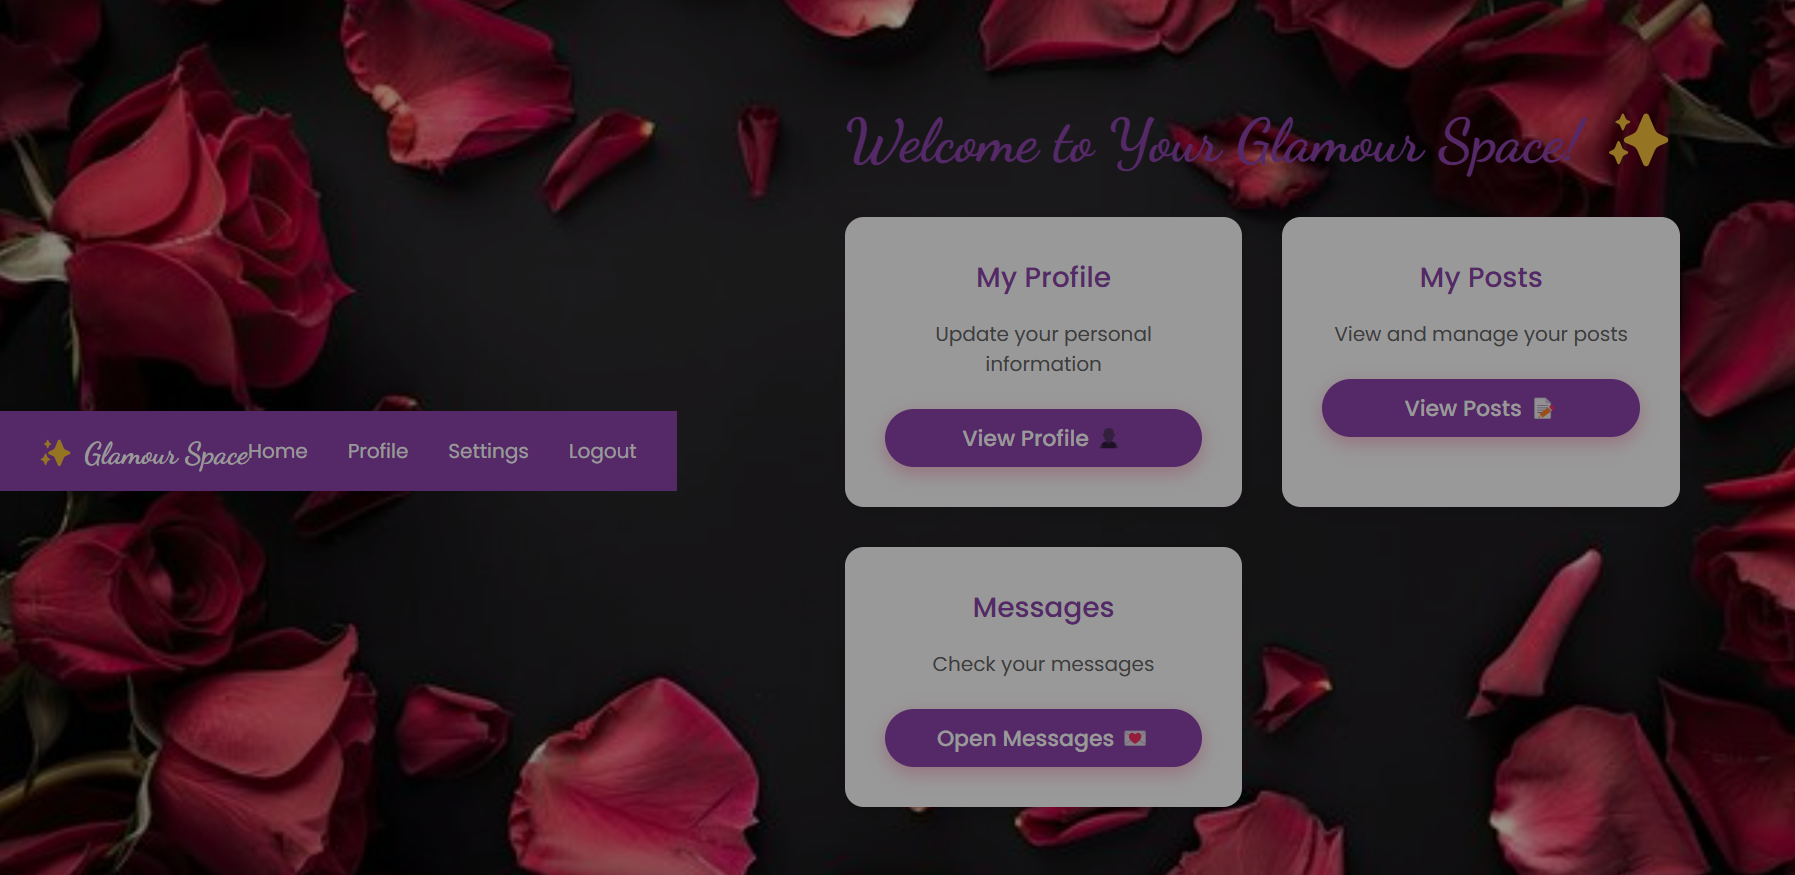 Welcome to Your Glamour Space! ✨
My Profile
Update your personal
information
View Profile 👤
My Posts
View and manage your posts
View Posts 📝
✨ Glamour Space
Home
Profile
Settings
Logout
Messages
Check your messages
Open Messages 💌